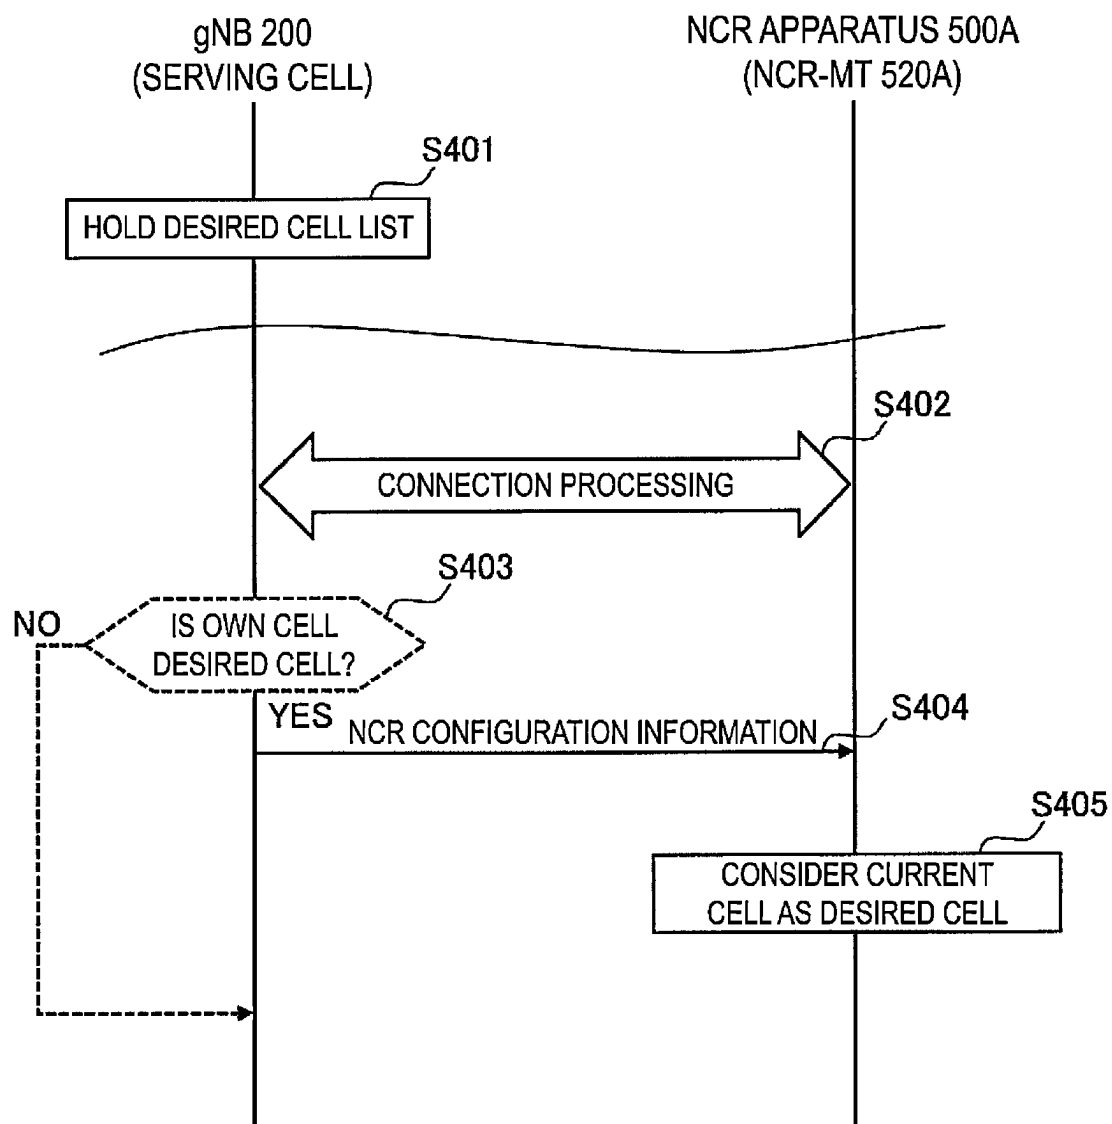 gNB 200
(SERVING CELL)
NCR APPARATUS 500A
(NCR-MT 520A)
S401
HOLD DESIRED CELL LIST
S402
CONNECTION PROCESSING
S403
NO
IS OWN CELL
DESIRED CELL?
YES
S404
NCR CONFIGURATION INFORMATION
S405
CONSIDER CURRENT
CELL AS DESIRED CELL